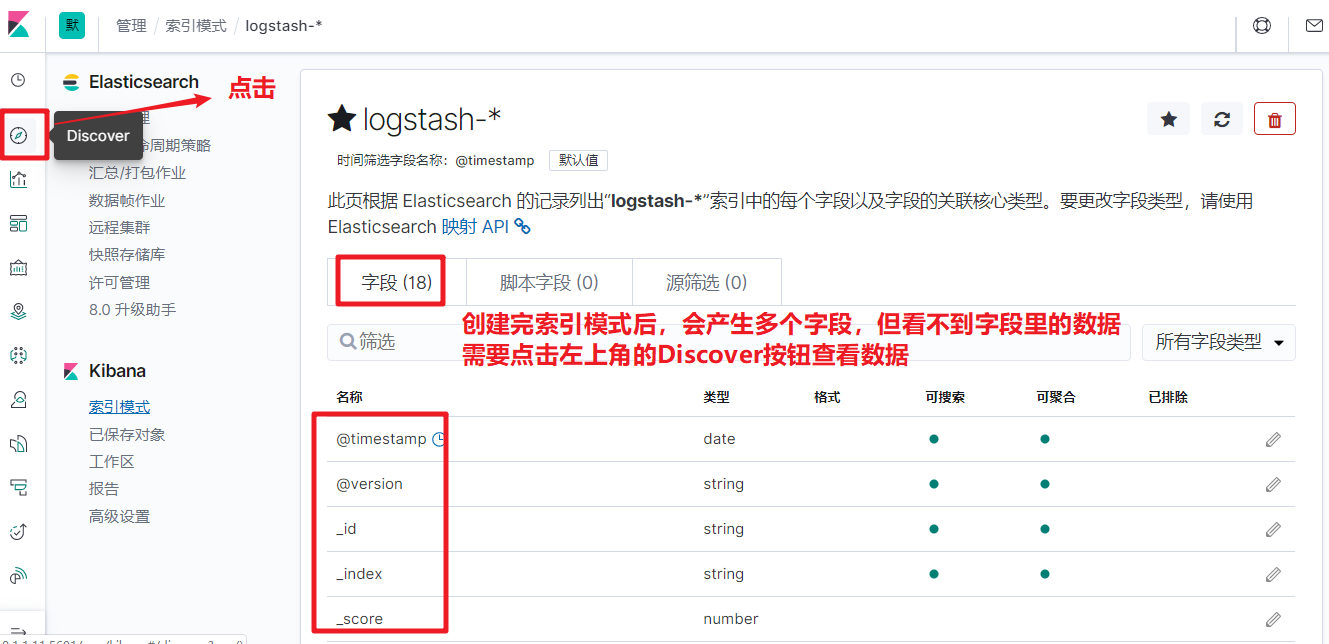 默 管理 / 索引模式 / logstash-*
Elasticsearch
点击
Discover
理
命周期策略
汇总/打包作业
数据帧作业
远程集群
快照存储库
许可管理
8.0 升级助手
Kibana
索引模式
已保存对象
工作区
报告
高级设置
logstash-*
时间筛选字段名称: @timestamp 默认值
此页根据 Elasticsearch 的记录列出“logstash-*”索引中的每个字段以及字段的关联核心类型。要更改字段类型，请使用
Elasticsearch 映射 API
字段 (18) 脚本字段 (0) 源筛选 (0)
创建完索引模式后，会产生多个字段，但看不到字段里的数据
需要点击左上角的Discover按钮查看数据
筛选 所有字段类型
名称 类型 格式 可搜索 可聚合 已排除
@timestamp date
@version string
_id string
_index string
_score number